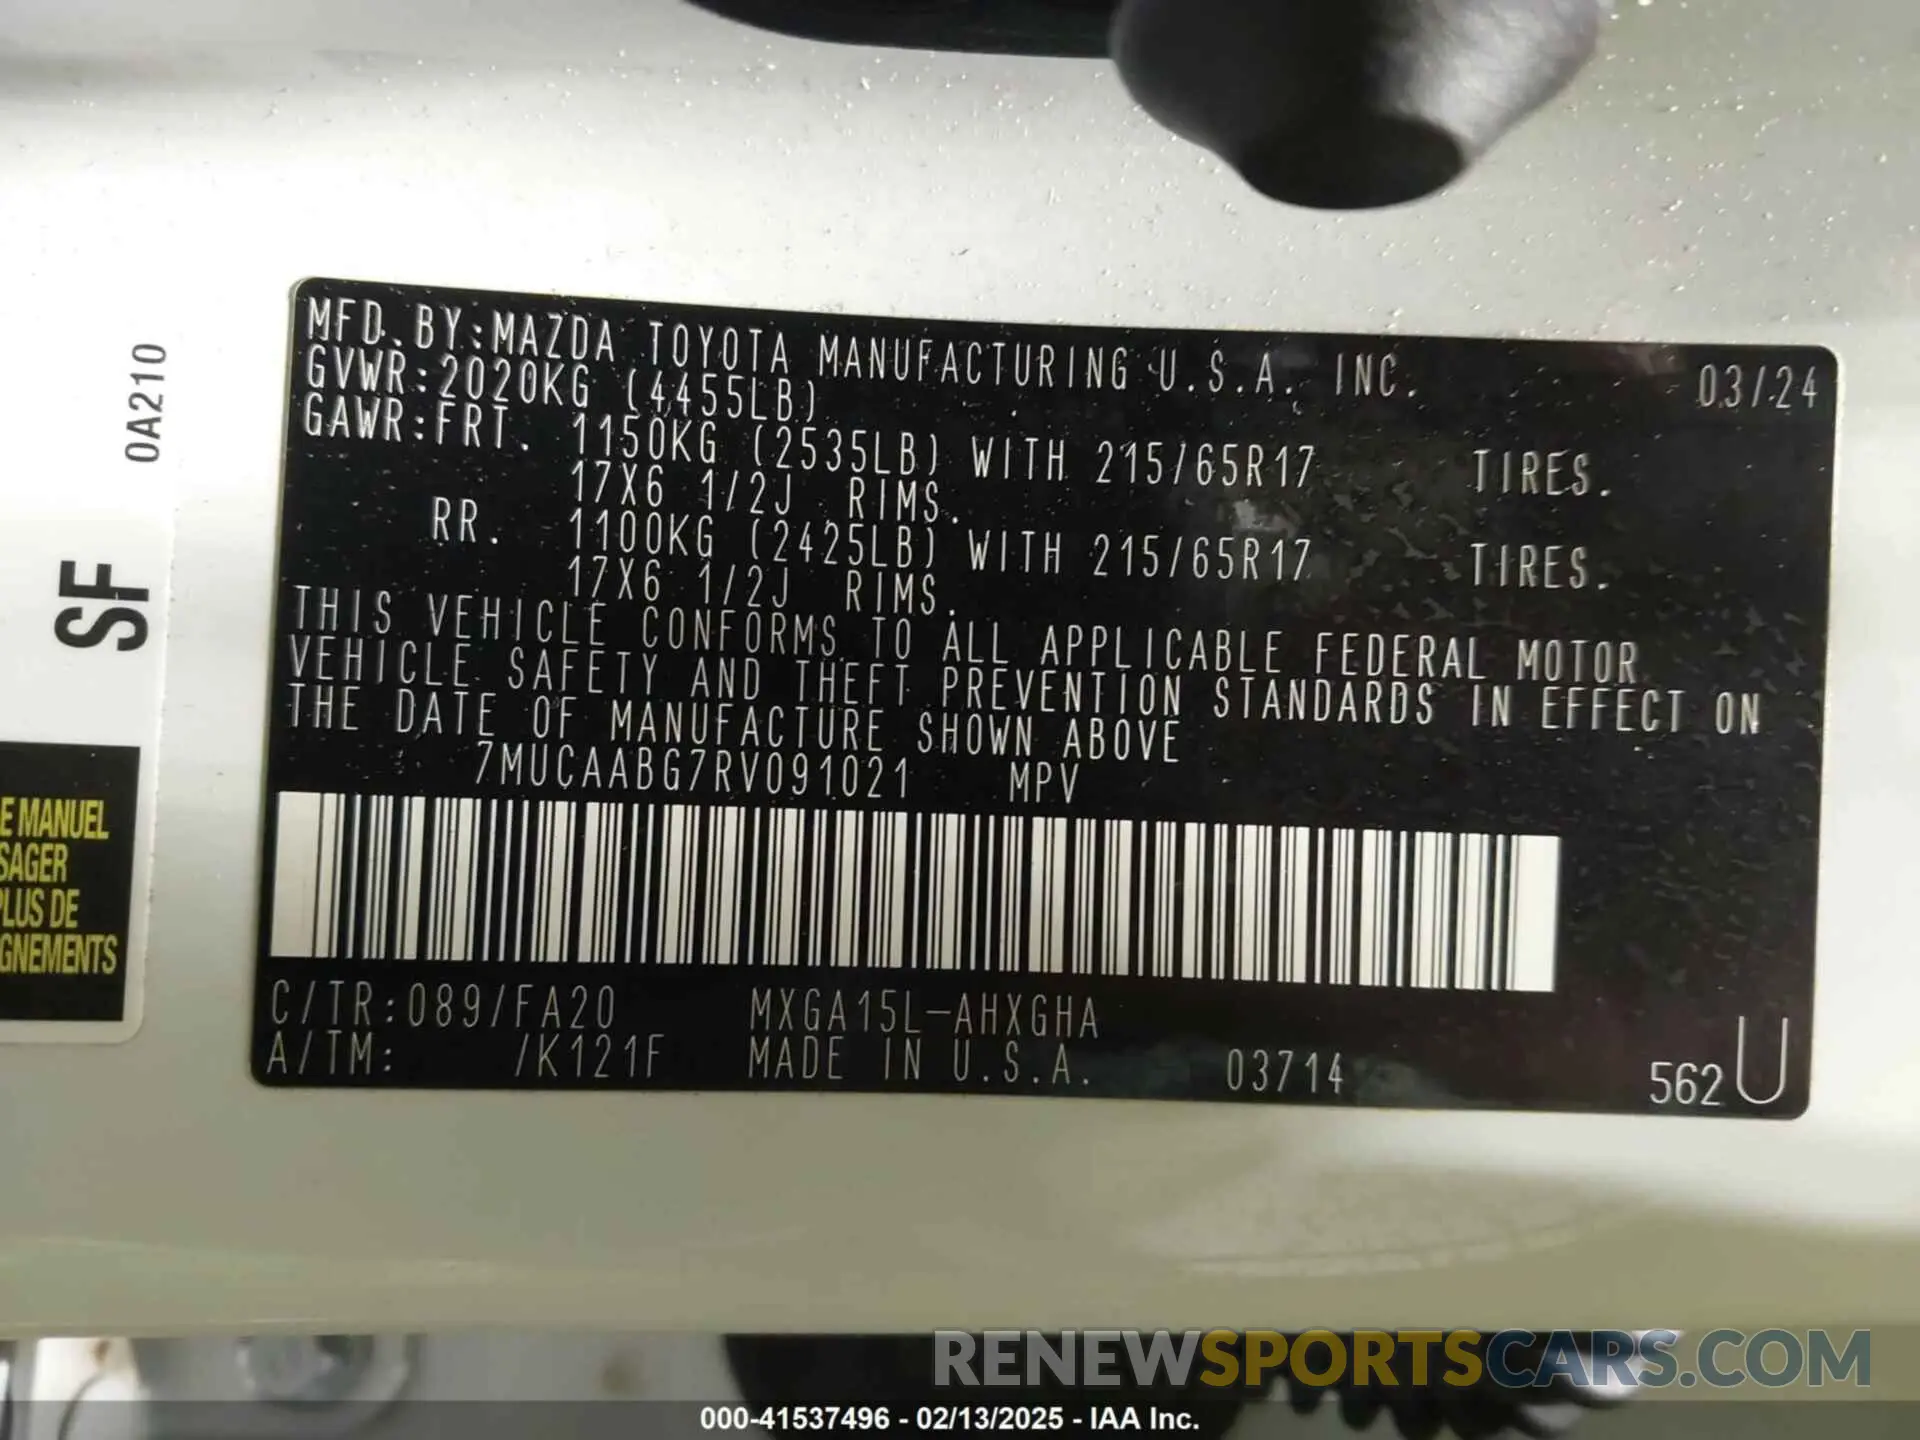 MFD. BY: MAZDA TOYOTA MANUFACTURING U.S.A. INC. 03/24
GVWR: 2020KG (4455LB)
GAWR: FRT. 1150KG (2535LB) WITH 215/65R17 TIRES.
17X6 1/2J RIMS.
RR. 1100KG (2425LB) WITH 215/65R17 TIRES.
17X6 1/2J RIMS.
THIS VEHICLE CONFORMS TO ALL APPLICABLE FEDERAL MOTOR
VEHICLE SAFETY AND THEFT PREVENTION STANDARDS IN EFFECT ON
THE DATE OF MANUFACTURE SHOWN ABOVE
7MUCAABG7RV091021 MPV
C/TR: 089/FA20 MXGA15L-AHXGHA
A/TM: /K121F MADE IN U.S.A. 03714 562U
0A210
SF
E MANUEL
SAGER
PLUS DE
GNEMENTS
RENEWSPORTSCARS.COM
000-41537496 - 02/13/2025 - IAA Inc.